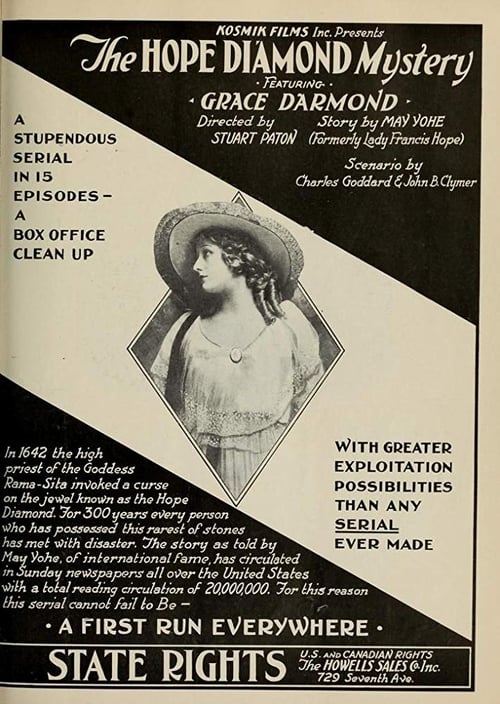 KOSMIK FILMS Inc. Presents
The HOPE DIAMOND Mystery
· FEATURING ·
· GRACE DARMOND ·
Directed by
STUART PATON
Story by MAY YOHE
(Formerly Lady Francis Hope)
Scenario by
Charles Goddard & John B. Clymer
A
STUPENDOUS
SERIAL
IN 15
EPISODES –
A
BOX OFFICE
CLEAN UP
In 1642 the high
priest of the Goddess
Rama-Sita invoked a curse
on the jewel known as the Hope
Diamond. For 300 years every person
who has possessed this rarest of stones
has met with disaster. The story as told by
May Yohe, of international fame, has circulated
in Sunday newspapers all over the United States
with a total reading circulation of 20,000,000. For this reason
this serial cannot fail to Be –
WITH GREATER
EXPLOITATION
POSSIBILITIES
THAN ANY
SERIAL
EVER MADE
· A FIRST RUN EVERYWHERE ·
STATE RIGHTS
U.S. AND CANADIAN RIGHTS
The HOWELLS SALES Co. Inc.
729 Seventh Ave.